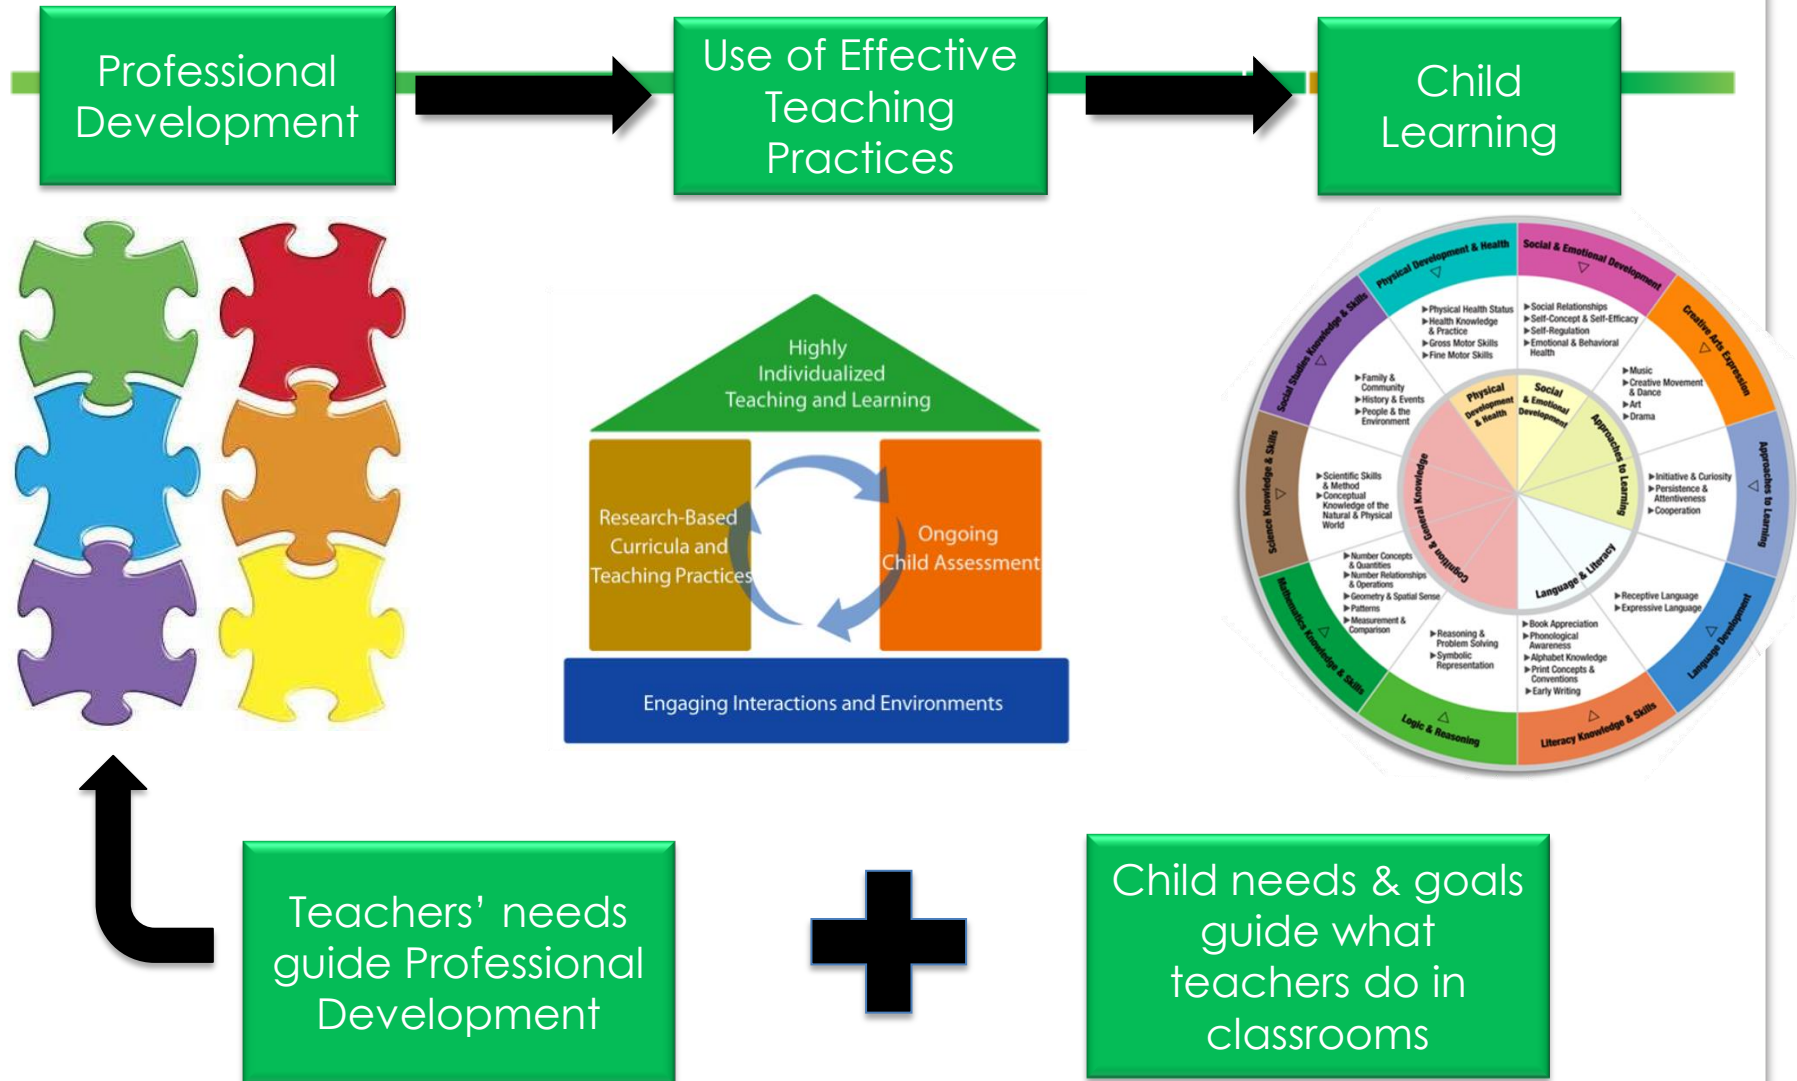 Professional
Development
Use of Effective
Teaching
Practices
Child
Learning
Highly
Individualized
Teaching and Learning
Research-Based
Curricula and
Teaching Practices
Ongoing
Child Assessment
Engaging Interactions and Environments
Physical Development & Health
▶Physical Health Status
▶Health Knowledge
& Practice
▶Gross Motor Skills
▶Fine Motor Skills
Social & Emotional Development
▶Social Relationships
▶Self-Concept & Self-Efficacy
▶Self-Regulation
▶Emotional & Behavioral
Health
Creative Arts Expression
▶Music
▶Creative Movement
& Dance
▶Art
▶Drama
Approaches to Learning
▶Initiative & Curiosity
▶Persistence &
Attentiveness
▶Cooperation
Language Development
▶Receptive Language
▶Expressive Language
Literacy Knowledge & Skills
▶Book Appreciation
▶Phonological
Awareness
▶Alphabet Knowledge
▶Print Concepts &
Conventions
▶Early Writing
Logic & Reasoning
▶Reasoning &
Problem Solving
▶Symbolic
Representation
Mathematics Knowledge & Skills
▶Number Concepts
& Quantities
▶Number Relationships
& Operations
▶Geometry & Spatial Sense
▶Patterns
▶Measurement &
Comparison
Science Knowledge & Skills
▶Scientific Skills
& Method
▶Conceptual
Knowledge of the
Natural & Physical
World
Social Studies Knowledge & Skills
▶Family &
Community
▶History & Events
▶People & the
Environment
Physical
Development
& Health
Social
& Emotional
Development
Approaches to Learning
Language & Literacy
Cognition & General Knowledge
Teachers’ needs
guide Professional
Development
Child needs & goals
guide what
teachers do in
classrooms